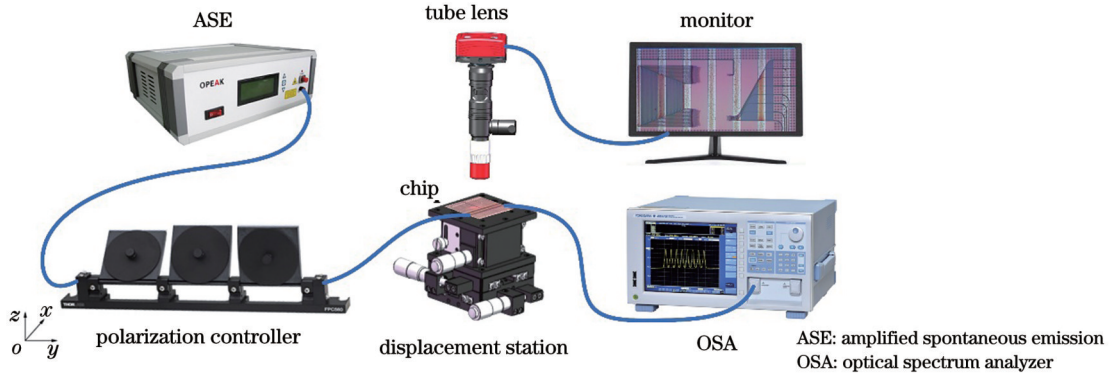 ASE
tube lens
monitor
OPEAK
chip
z
x
o
y
polarization controller
displacement station
OSA
ASE: amplified spontaneous emission
OSA: optical spectrum analyzer